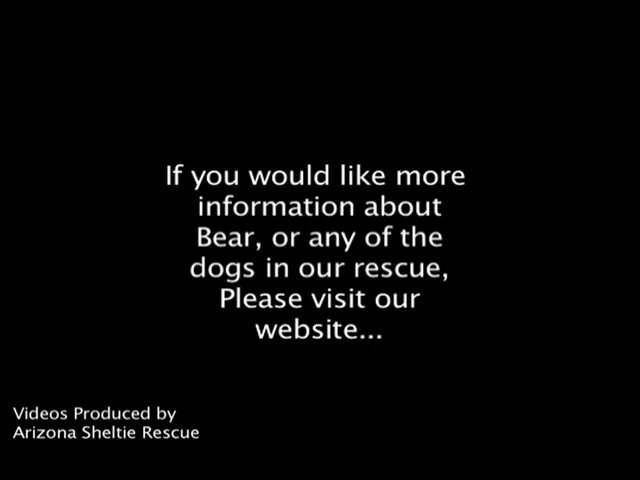 If you would like more
information about
Bear, or any of the
dogs in our rescue,
Please visit our
website...
Videos Produced by
Arizona Sheltie Rescue